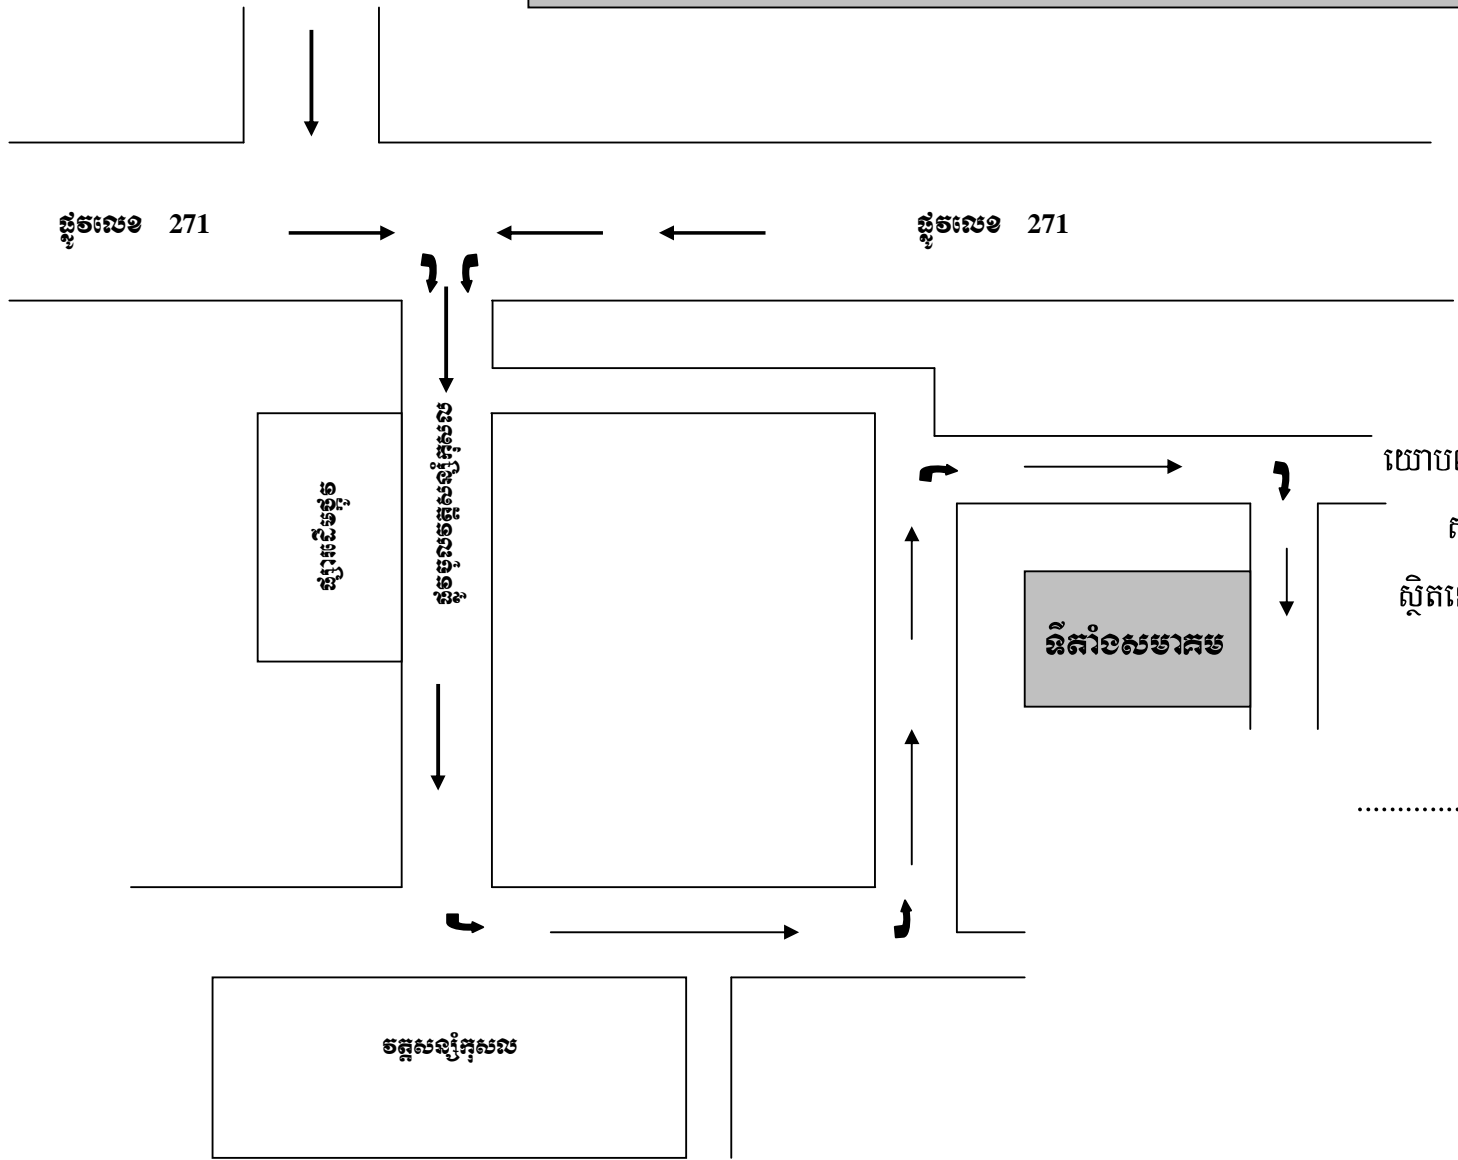 ផ្លូវលេខ 271
ផ្លូវលេខ 271
ផ្លូវចូលវត្តសន្សំកុសល
ផ្សារដើមថ្កូវ
ទីតាំងសមាគម
វត្តសន្សំកុសល
..............